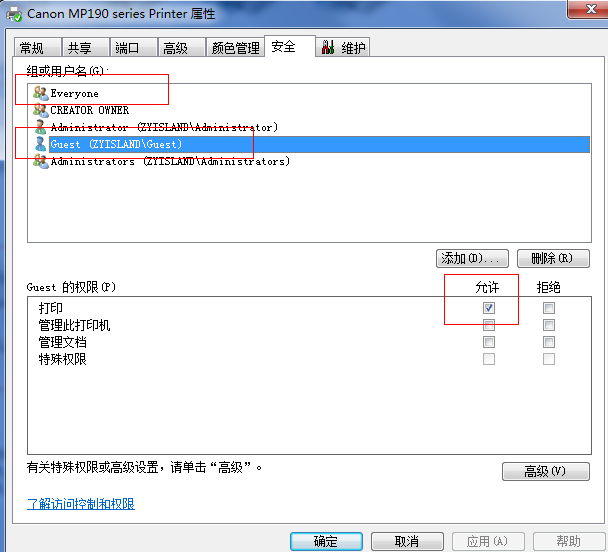 Canon MP190 series Printer 属性
常规 共享 端口 高级 颜色管理 安全 维护
组或用户名(G):
Everyone
CREATOR OWNER
Administrator (ZYISLAND\Administrator)
Guest (ZYISLAND\Guest)
Administrators (ZYISLAND\Administrators)
添加(D)... 删除(R)
Guest 的权限(P) 允许 拒绝
打印
管理此打印机
管理文档
特殊权限
有关特殊权限或高级设置，请单击“高级”。
高级(V)
了解访问控制和权限
确定 取消 应用(A) 帮助